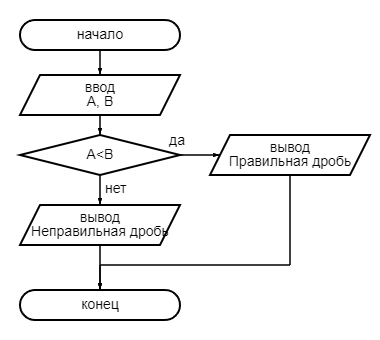 начало
ввод
A, B
A<B
да
вывод
Правильная дробь
нет
вывод
Неправильная дробь
конец